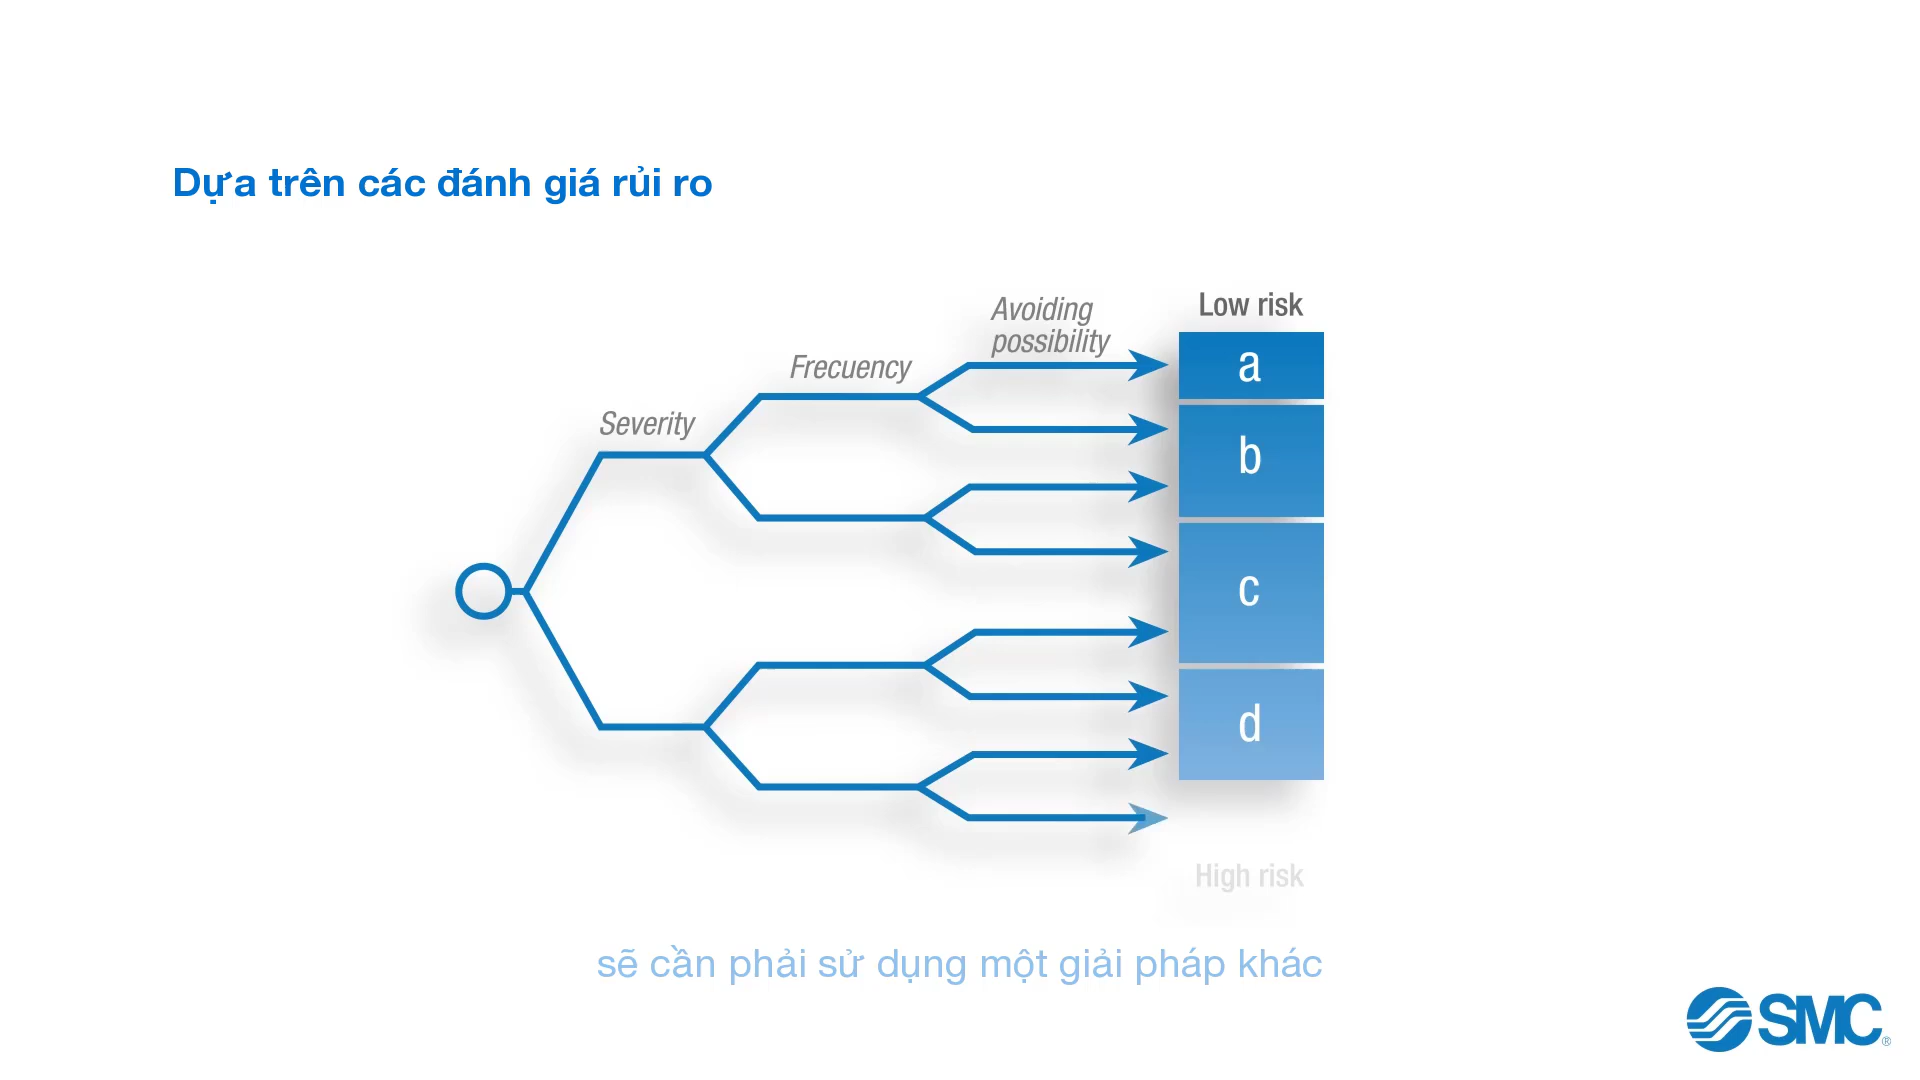 Dựa trên các đánh giá rủi ro
Severity
Frecuency
Avoiding
possibility
Low risk
a
b
c
d
High risk
sẽ cần phải sử dụng một giải pháp khác
SMC®